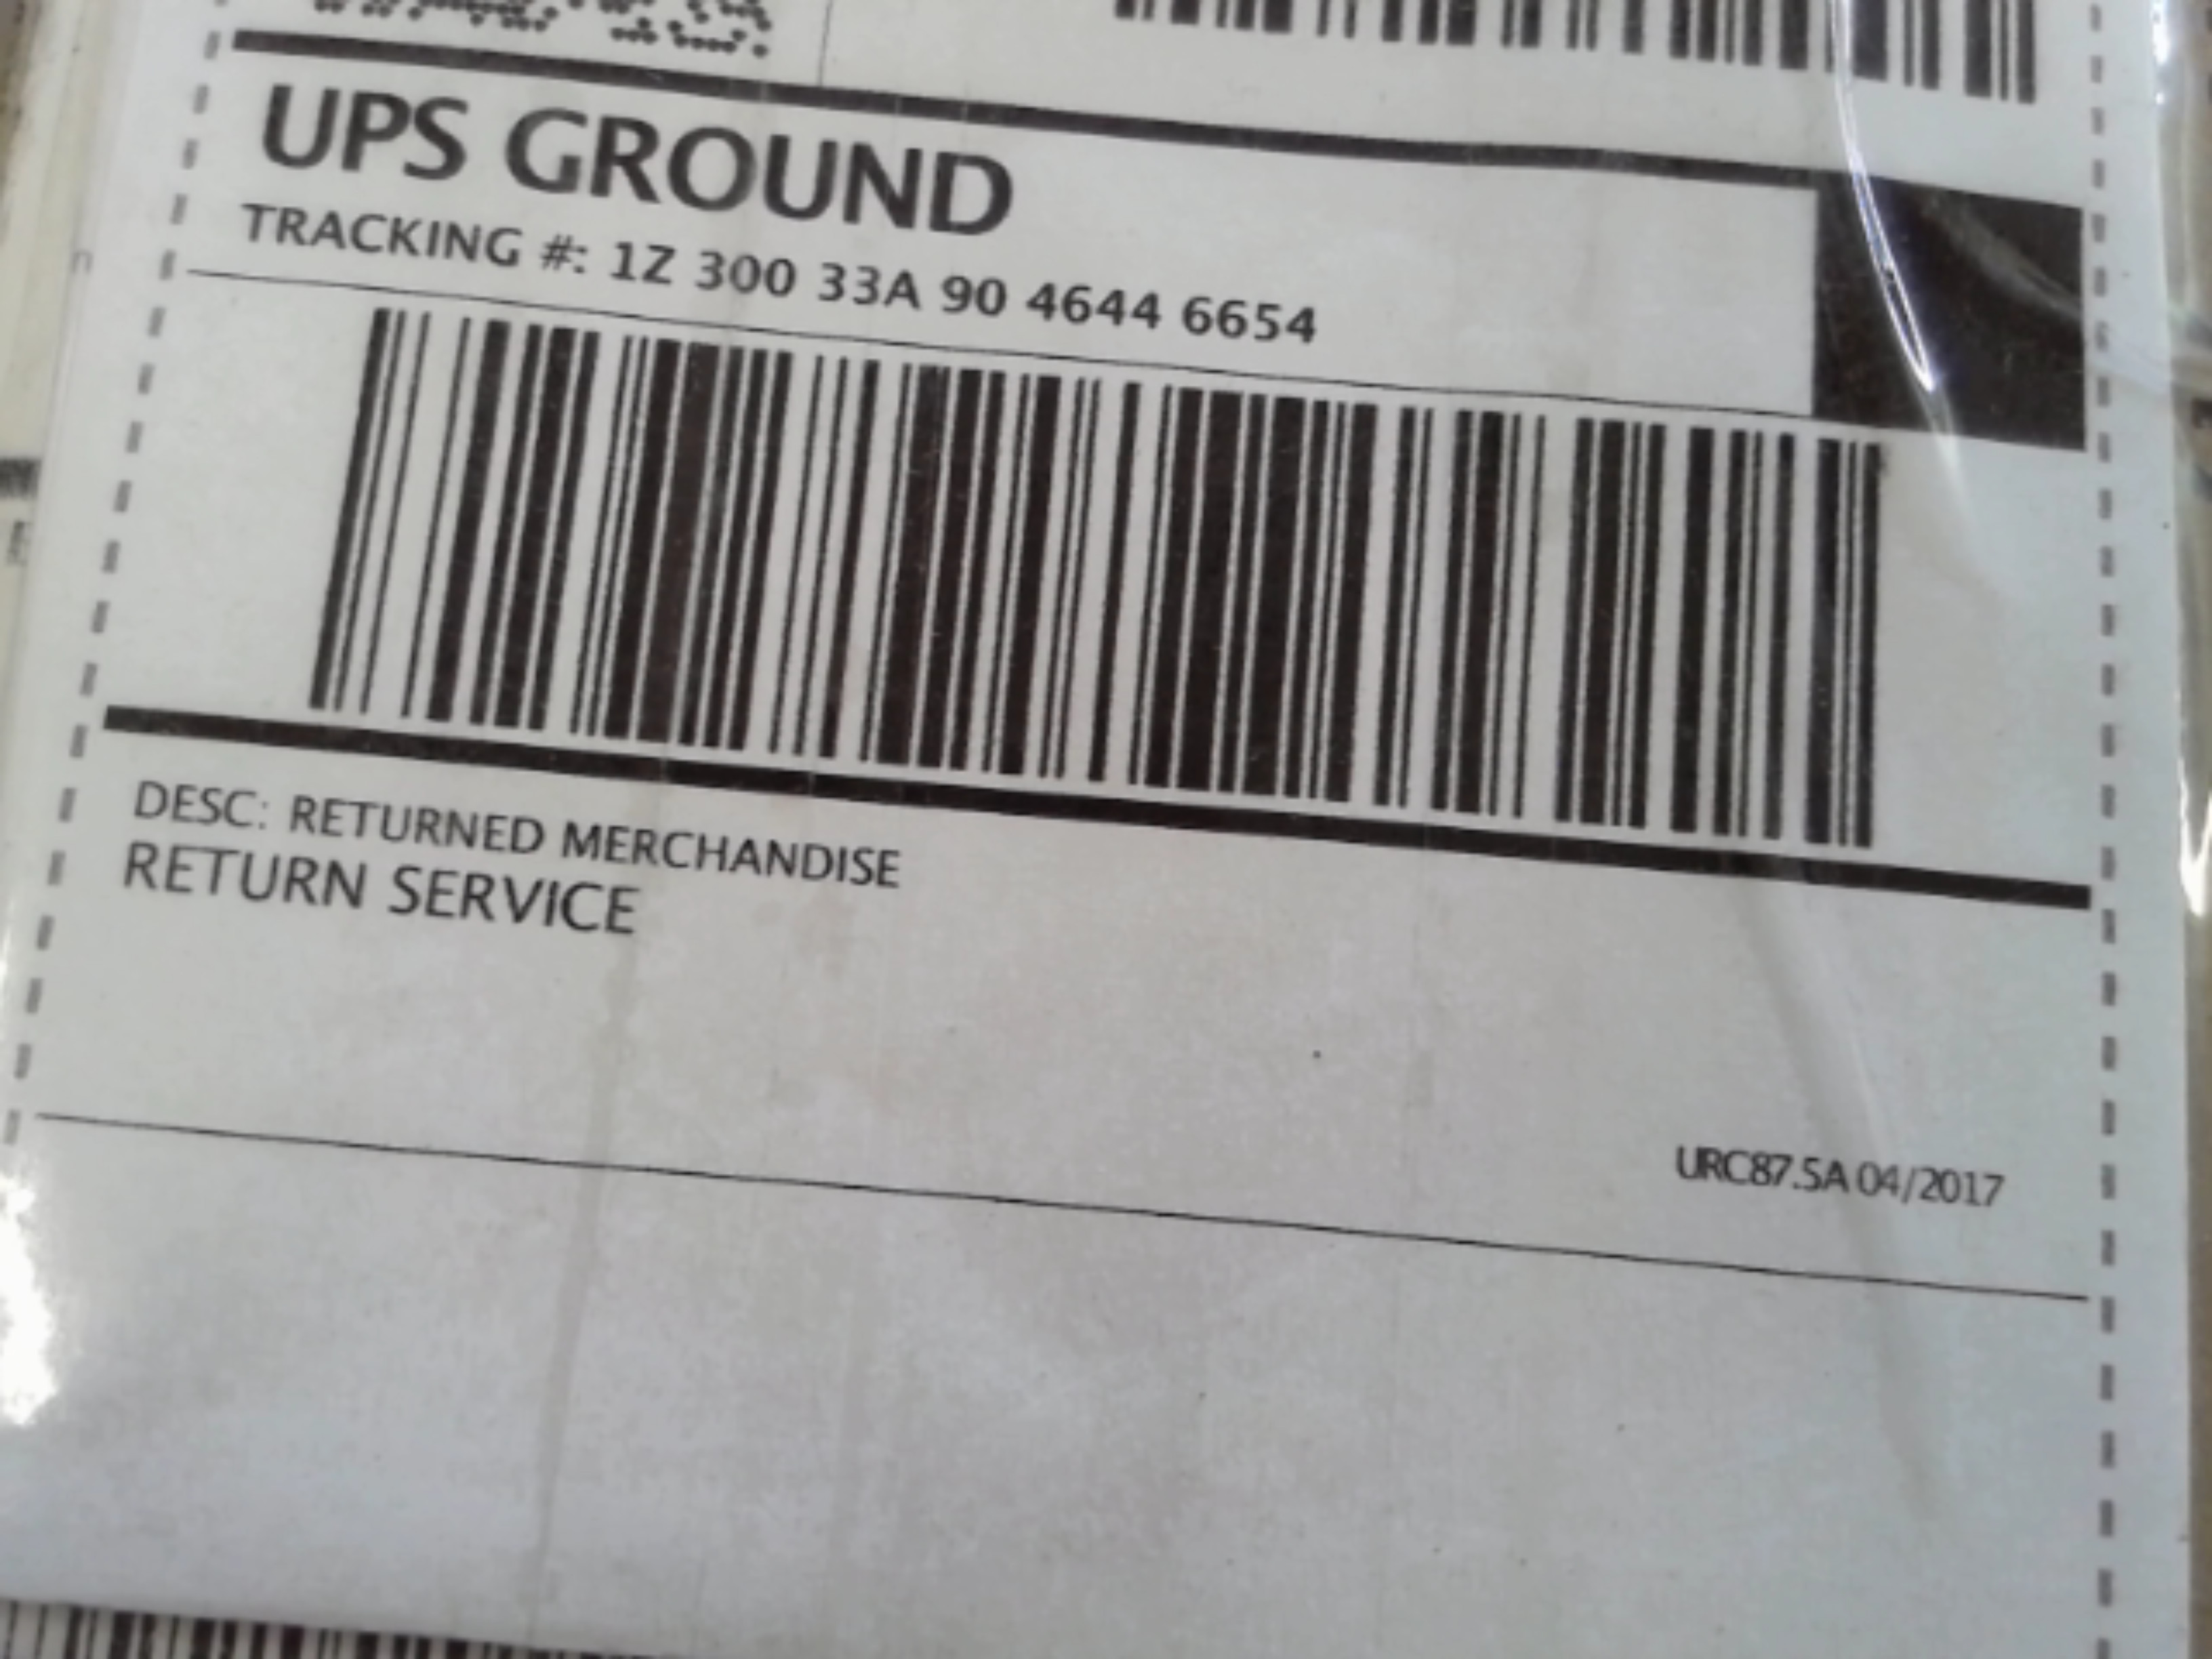 UPS GROUND
TRACKING #: 1Z 300 33A 90 4644 6654
DESC: RETURNED MERCHANDISE
RETURN SERVICE
URC87.5A 04/2017